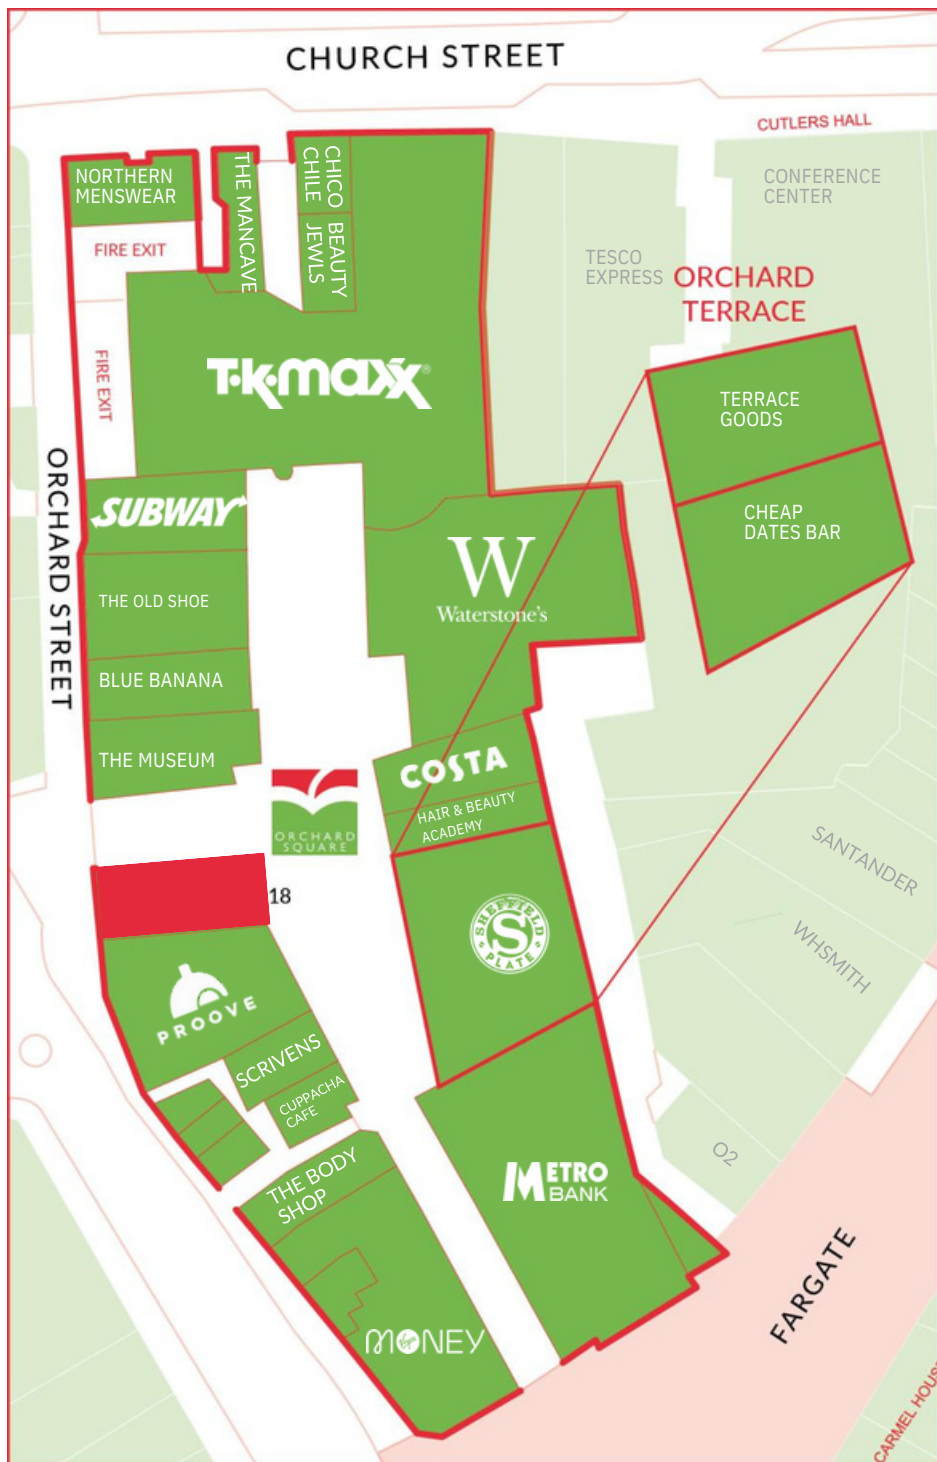 CHURCH STREET
CUTLERS HALL
NORTHERN
MENSWEAR
THE MANCAVE
CHICO
CHILE
BEAUTY
JEWLS
CONFERENCE
CENTER
TESCO
EXPRESS
FIRE EXIT
FIRE EXIT
ORCHARD
TERRACE
T·K·maxx®
TERRACE
GOODS
CHEAP
DATES BAR
ORCHARD STREET
SUBWAY
W
Waterstone's
THE OLD SHOE
BLUE BANANA
THE MUSEUM
COSTA
HAIR & BEAUTY
ACADEMY
ORCHARD
SQUARE
SANTANDER
18
SHEFFIELD
S
PLATE
WHSMITH
PROOVE
SCRIVENS
CUPPACHA
CAFE
O2
THE BODY
SHOP
METRO
BANK
FARGATE
Virgin
MONEY
CARMEL HOUSE